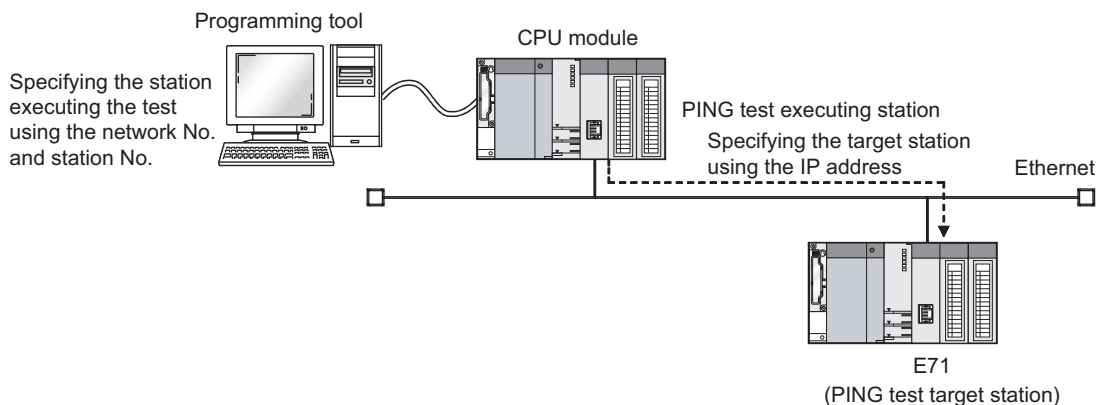 Programming tool
CPU module
Specifying the station
executing the test
using the network No.
and station No.
PING test executing station
Specifying the target station
using the IP address
Ethernet
E71
(PING test target station)